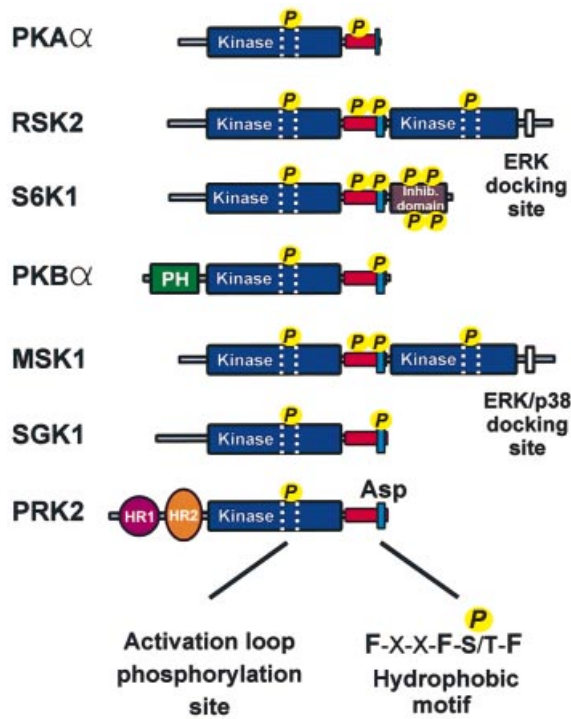 P P
PKAα Kinase
P P P P
RSK2 Kinase Kinase
ERK
docking
site
P P P P P
S6K1 Kinase Inhib.
domain
P P
P P
PKBα PH Kinase
P P P P
MSK1 Kinase Kinase
ERK/p38
docking
site
P P
SGK1 Kinase
P Asp
PRK2 HR1 HR2 Kinase
Activation loop
phosphorylation
site
P
F-X-X-F-S/T-F
Hydrophobic
motif